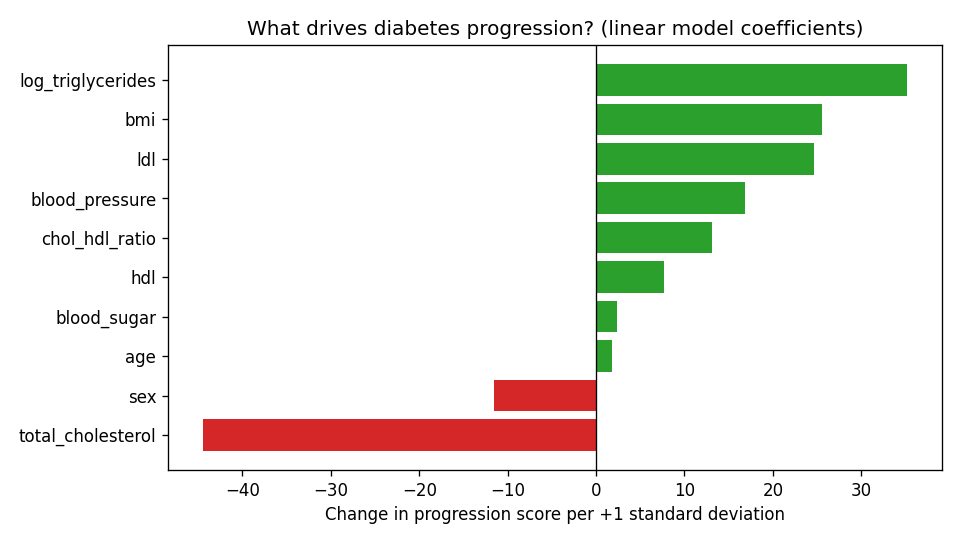 What drives diabetes progression? (linear model coefficients)
log_triglycerides
bmi
ldl
blood_pressure
chol_hdl_ratio
hdl
blood_sugar
age
sex
total_cholesterol
−40 −30 −20 −10 0 10 20 30
Change in progression score per +1 standard deviation